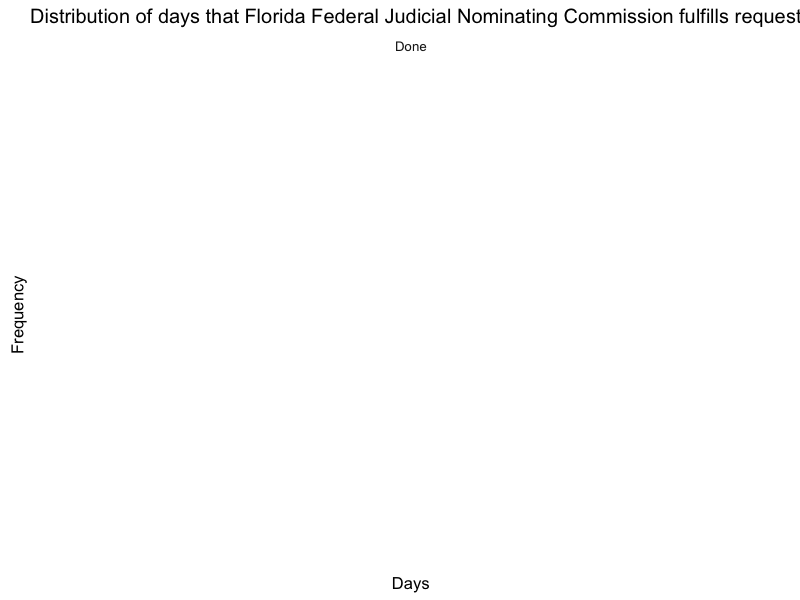 Distribution of days that Florida Federal Judicial Nominating Commission fulfills request
Done
Frequency
Days